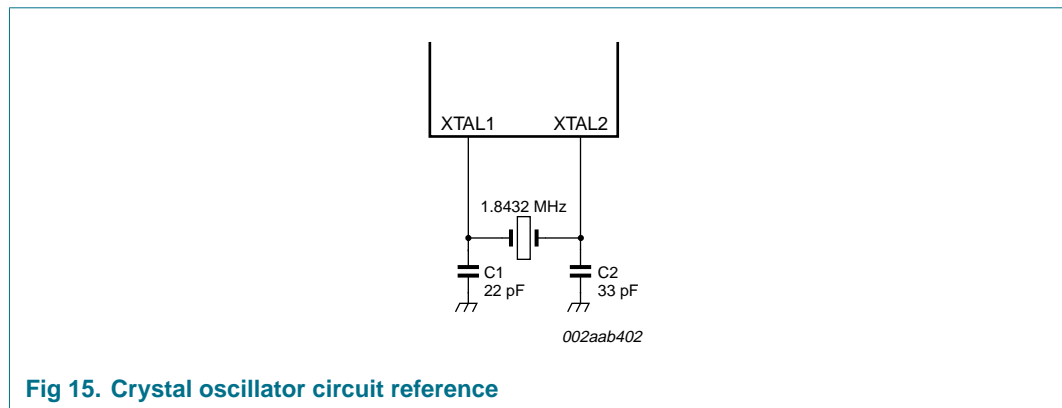 XTAL1 XTAL2
1.8432 MHz
C1
22 pF
C2
33 pF
002aab402
Fig 15. Crystal oscillator circuit reference